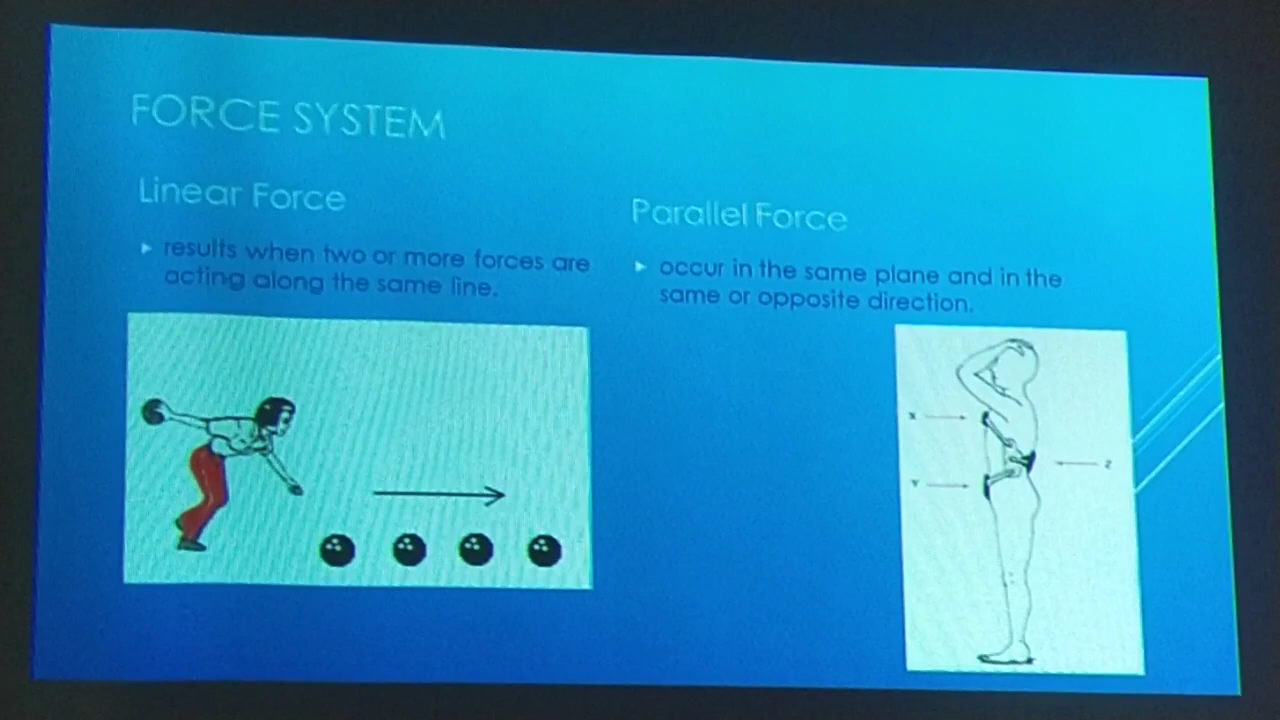 FORCE SYSTEM
Linear Force
results when two or more forces are
acting along the same line.
Parallel Force
occur in the same plane and in the
same or opposite direction.
X
Z
Y